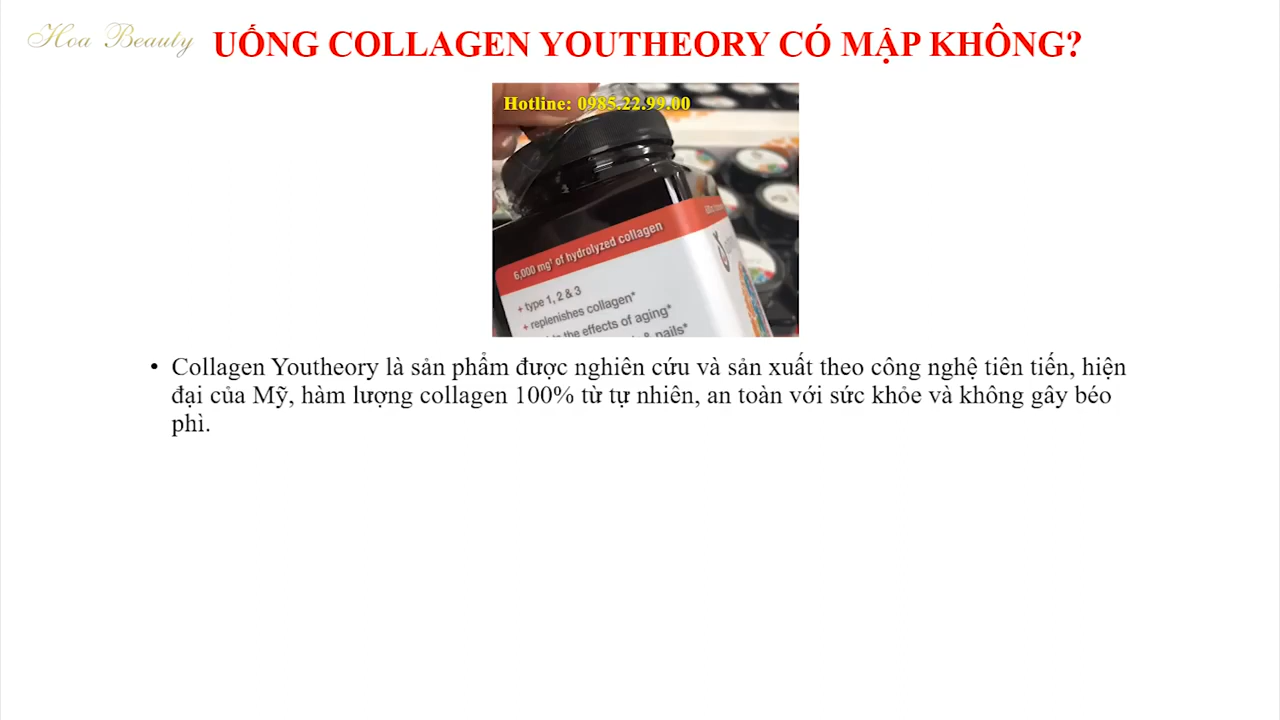 Hoa Beauty
UỐNG COLLAGEN YOUTHEORY CÓ MẬP KHÔNG?
Hotline: 0985.22.99.00
6,000 mg† of hydrolyzed collagen
+ type 1, 2 & 3
+ replenishes collagen*
the effects of aging*
& nails*
• Collagen Youtheory là sản phẩm được nghiên cứu và sản xuất theo công nghệ tiên tiến, hiện
đại của Mỹ, hàm lượng collagen 100% từ tự nhiên, an toàn với sức khỏe và không gây béo
phì.